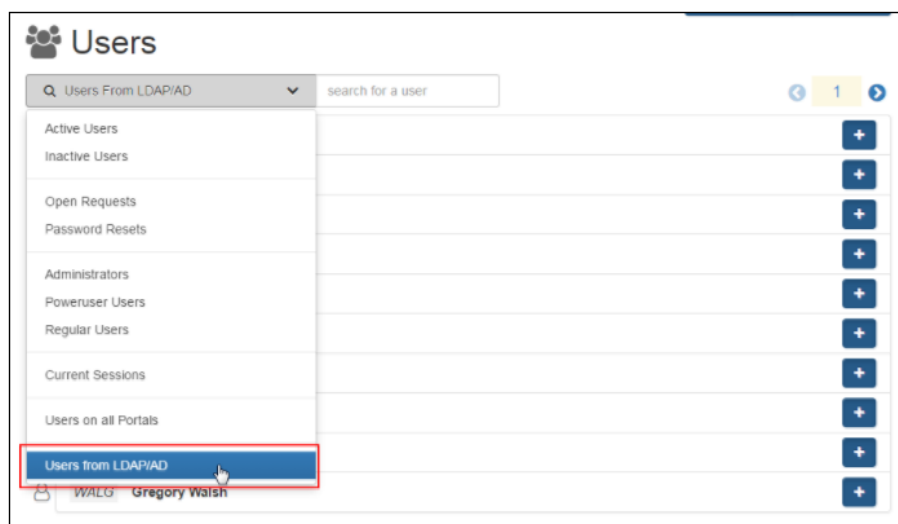 Users
Users From LDAP/AD
search for a user
1
Active Users
Inactive Users
Open Requests
Password Resets
Administrators
Poweruser Users
Regular Users
Current Sessions
Users on all Portals
Users from LDAP/AD
WALG Gregory Walsh